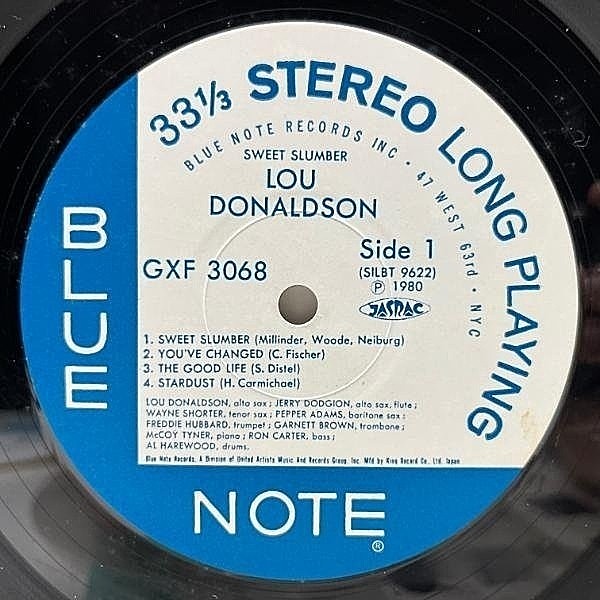 33⅓ STEREO LONG PLAYING
BLUE NOTE RECORDS INC • 47 WEST 63rd • NYC
SWEET SLUMBER
LOU
DONALDSON
GXF 3068
Side 1
(SILBT 9622)
Ⓟ 1980
JASRAC
1. SWEET SLUMBER (Millinder, Woode, Neiburg)
2. YOU'VE CHANGED (C. Fischer)
3. THE GOOD LIFE (S. Distel)
4. STARDUST (H. Carmichael)
LOU DONALDSON, alto sax ; JERRY DODGION, alto sax, flute ;
WAYNE SHORTER, tenor sax ; PEPPER ADAMS, baritone sax ;
FREDDIE HUBBARD, trumpet ; GARNETT BROWN, trombone ;
McCOY TYNER, piano ; RON CARTER, bass ;
AL HAREWOOD, drums.
Blue Note Records, A Division of United Artists Music And Records Group, Inc. Mfd by King Record Co., Ltd. Japan
BLUE
NOTE®